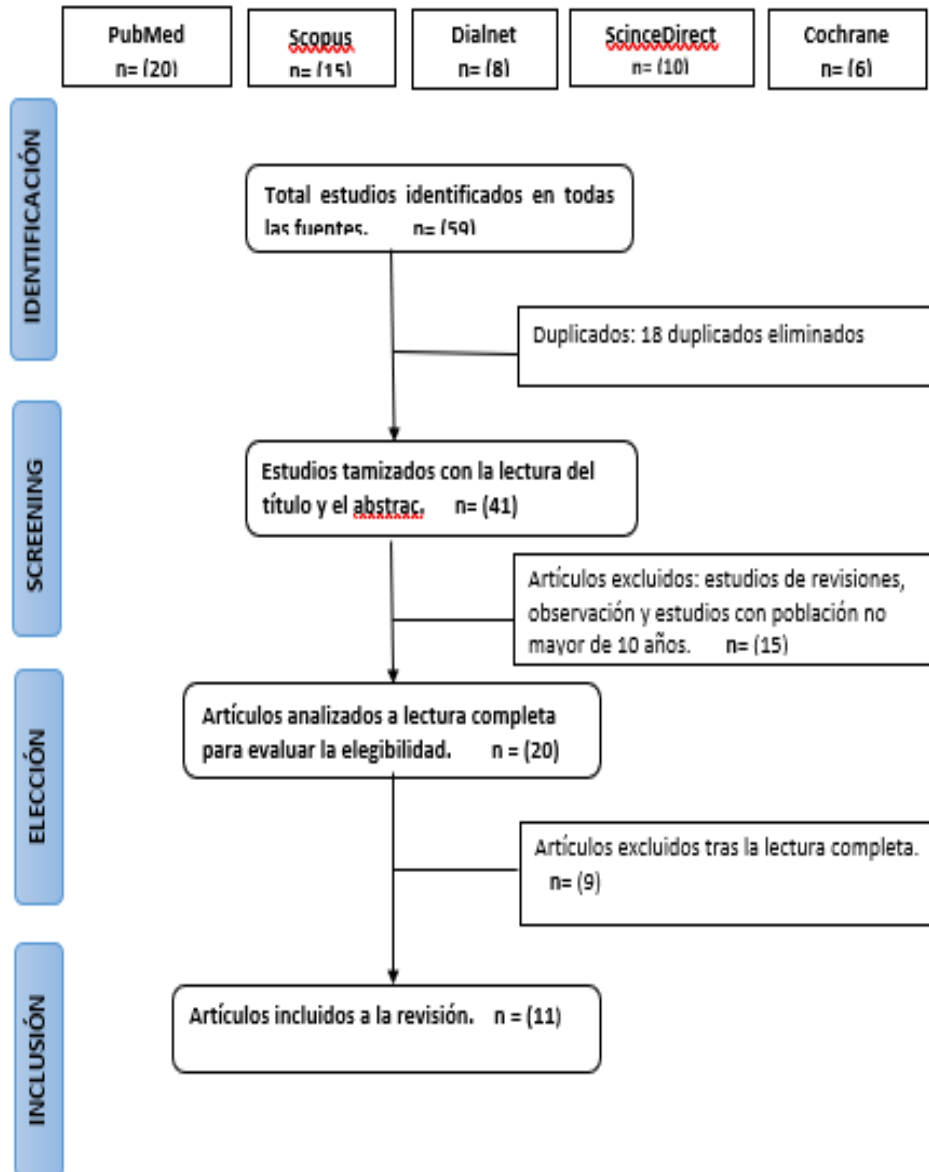 PubMed
n= (20)
Scopus
n= (15)
Dialnet
n= (8)
ScinceDirect
n= (10)
Cochrane
n= (6)
IDENTIFICACIÓN
Total estudios identificados en todas
las fuentes. n= (59)
Duplicados: 18 duplicados eliminados
SCREENING
Estudios tamizados con la lectura del
título y el abstrac. n= (41)
Artículos excluidos: estudios de revisiones,
observación y estudios con población no
mayor de 10 años. n= (15)
ELECCIÓN
Artículos analizados a lectura completa
para evaluar la elegibilidad. n = (20)
Artículos excluidos tras la lectura completa.
n= (9)
INCLUSIÓN
Artículos incluidos a la revisión. n = (11)